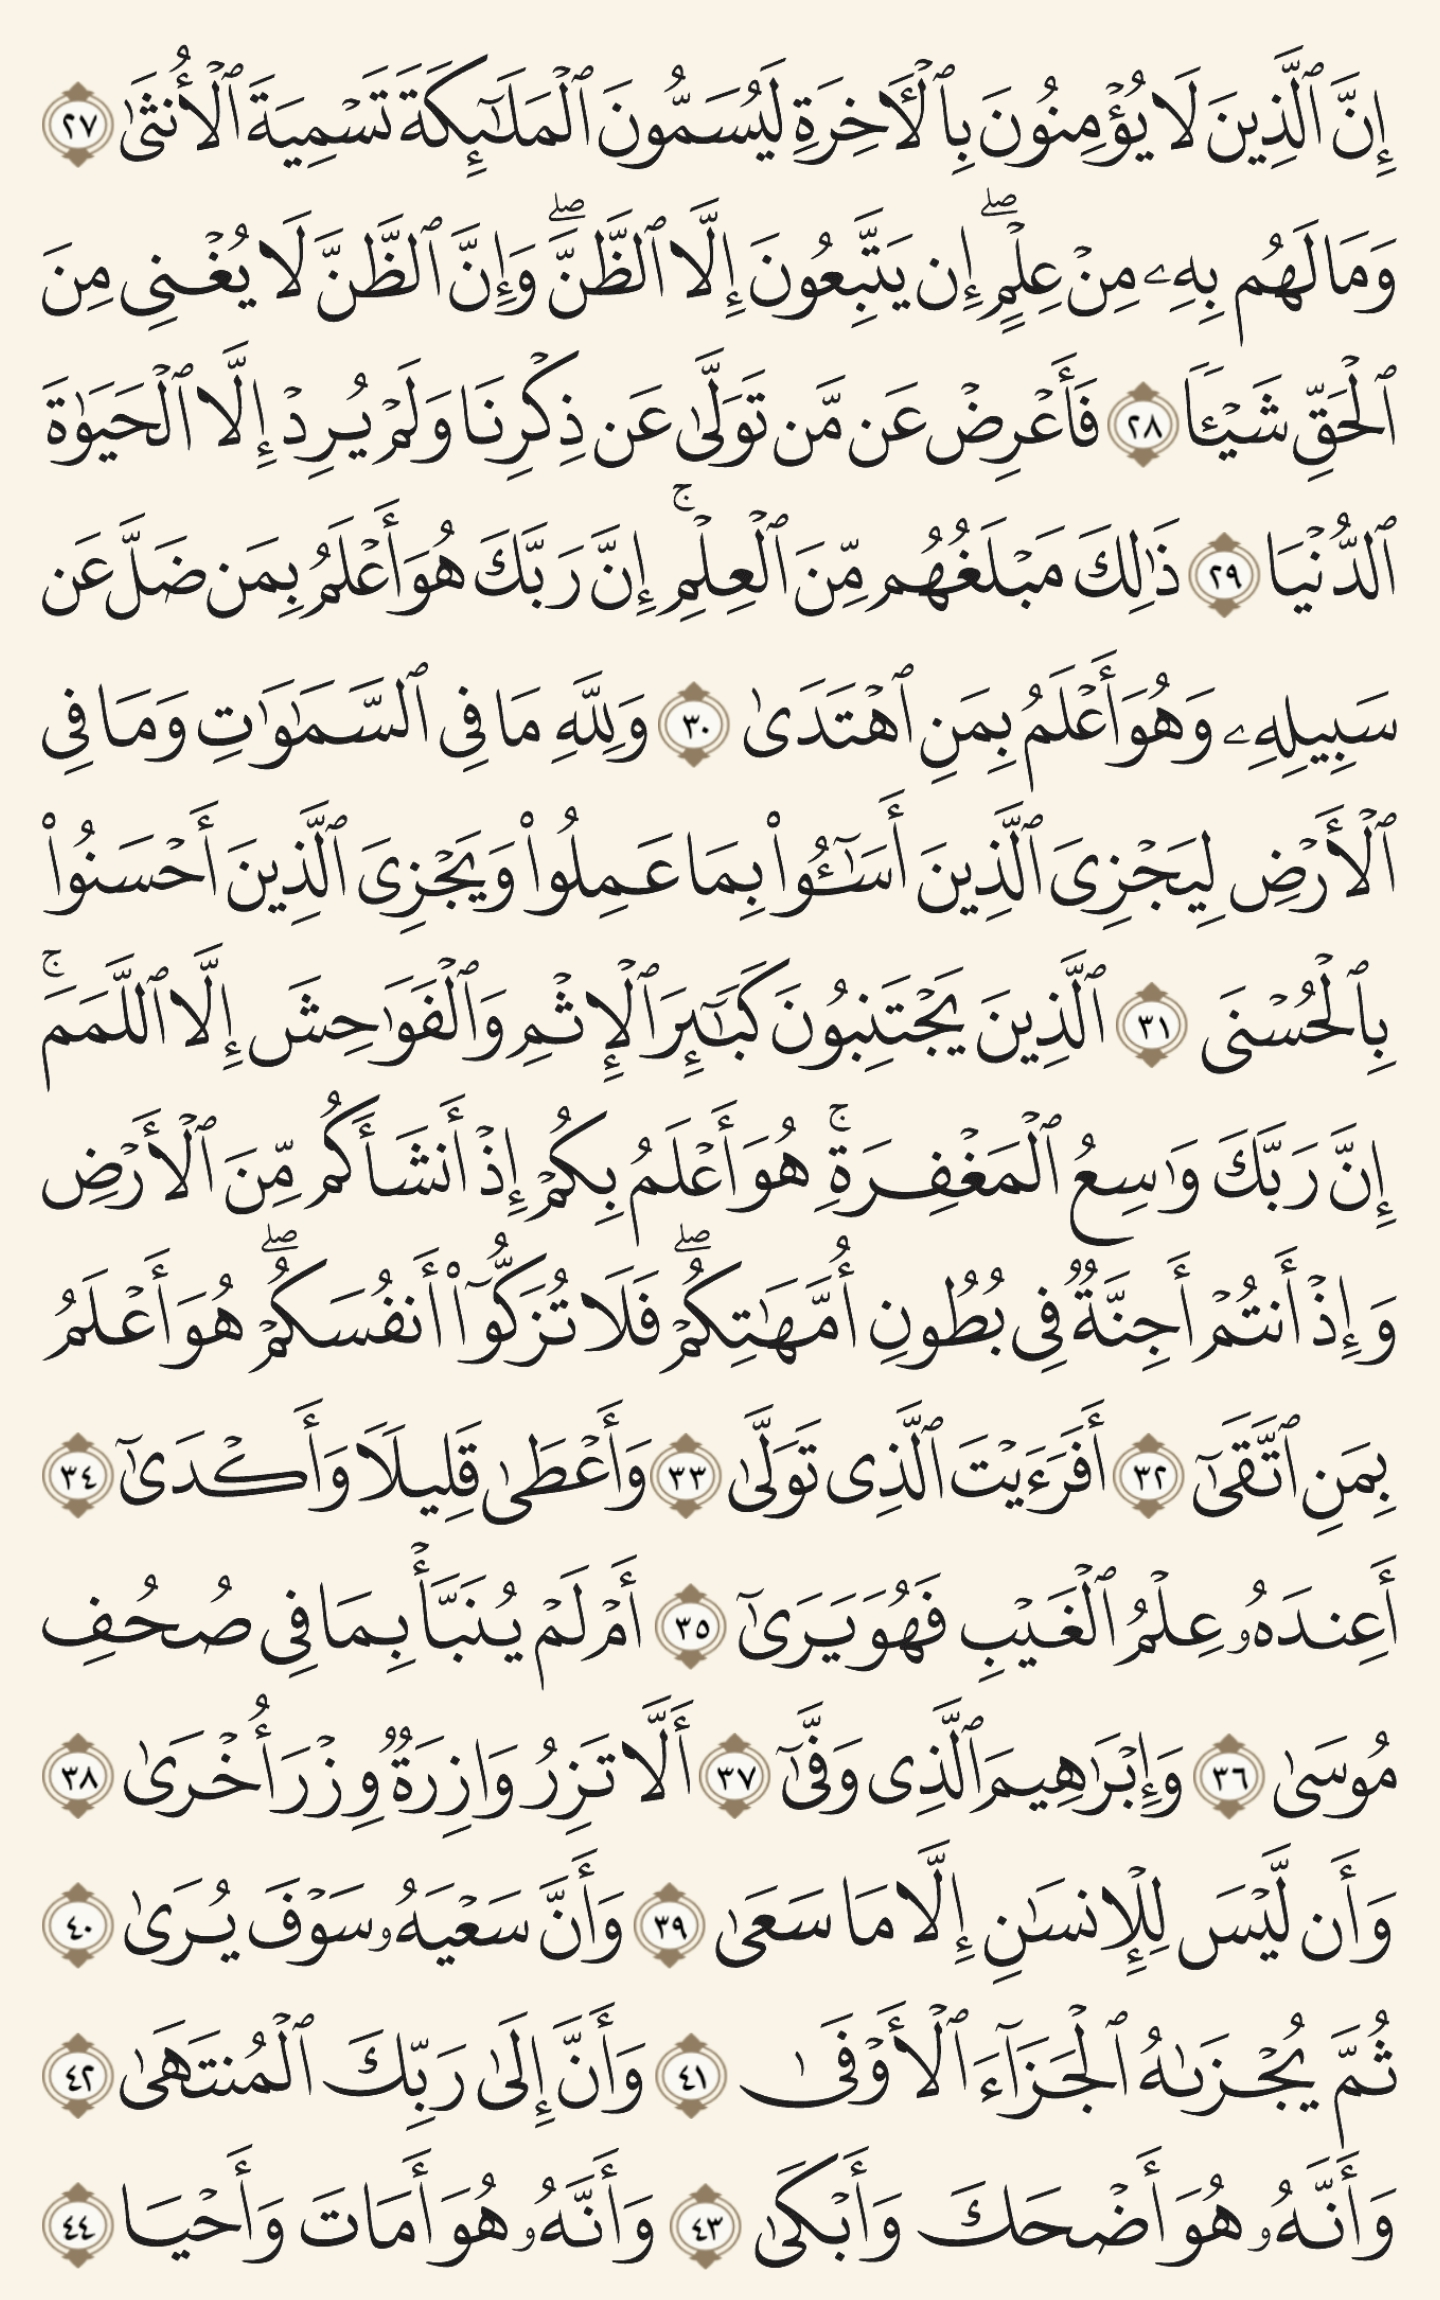 إِنَّ ٱلَّذِينَ لَا يُؤْمِنُونَ بِٱلْأَخِرَةِ لَيُسَمُّونَ ٱلْمَلَٰٓئِكَةَ تَسْمِيَةَ ٱلْأُنثَىٰ ٢٧
وَمَا لَهُم بِهِۦ مِنْ عِلْمٍ ۖ إِن يَتَّبِعُونَ إِلَّا ٱلظَّنَّ ۖ وَإِنَّ ٱلظَّنَّ لَا يُغْنِى مِنَ
ٱلْحَقِّ شَيْـًٔا ٢٨ فَأَعْرِضْ عَن مَّن تَوَلَّىٰ عَن ذِكْرِنَا وَلَمْ يُرِدْ إِلَّا ٱلْحَيَوٰةَ
ٱلدُّنْيَا ٢٩ ذَٰلِكَ مَبْلَغُهُم مِّنَ ٱلْعِلْمِ ۚ إِنَّ رَبَّكَ هُوَ أَعْلَمُ بِمَن ضَلَّ عَن
سَبِيلِهِۦ وَهُوَ أَعْلَمُ بِمَنِ ٱهْتَدَىٰ ٣٠ وَلِلَّهِ مَا فِى ٱلسَّمَٰوَٰتِ وَمَا فِى
ٱلْأَرْضِ لِيَجْزِىَ ٱلَّذِينَ أَسَٰٓـُٔوا۟ بِمَا عَمِلُوا۟ وَيَجْزِىَ ٱلَّذِينَ أَحْسَنُوا۟
بِٱلْحُسْنَى ٣١ ٱلَّذِينَ يَجْتَنِبُونَ كَبَٰٓئِرَ ٱلْإِثْمِ وَٱلْفَوَٰحِشَ إِلَّا ٱللَّمَمَ ۚ
إِنَّ رَبَّكَ وَٰسِعُ ٱلْمَغْفِرَةِ ۚ هُوَ أَعْلَمُ بِكُمْ إِذْ أَنشَأَكُم مِّنَ ٱلْأَرْضِ
وَإِذْ أَنتُمْ أَجِنَّةٌ فِى بُطُونِ أُمَّهَٰتِكُمْ ۖ فَلَا تُزَكُّوٓا۟ أَنفُسَكُمْ ۖ هُوَ أَعْلَمُ
بِمَنِ ٱتَّقَىٰٓ ٣٢ أَفَرَءَيْتَ ٱلَّذِى تَوَلَّىٰ ٣٣ وَأَعْطَىٰ قَلِيلًا وَأَكْدَىٰٓ ٣٤
أَعِندَهُۥ عِلْمُ ٱلْغَيْبِ فَهُوَ يَرَىٰٓ ٣٥ أَمْ لَمْ يُنَبَّأْ بِمَا فِى صُحُفِ
مُوسَىٰ ٣٦ وَإِبْرَٰهِيمَ ٱلَّذِى وَفَّىٰٓ ٣٧ أَلَّا تَزِرُ وَازِرَةٌ وِزْرَ أُخْرَىٰ ٣٨
وَأَن لَّيْسَ لِلْإِنسَٰنِ إِلَّا مَا سَعَىٰ ٣٩ وَأَنَّ سَعْيَهُۥ سَوْفَ يُرَىٰ ٤٠
ثُمَّ يُجْزَىٰهُ ٱلْجَزَآءَ ٱلْأَوْفَىٰ ٤١ وَأَنَّ إِلَىٰ رَبِّكَ ٱلْمُنتَهَىٰ ٤٢
وَأَنَّهُۥ هُوَ أَضْحَكَ وَأَبْكَىٰ ٤٣ وَأَنَّهُۥ هُوَ أَمَاتَ وَأَحْيَا ٤٤